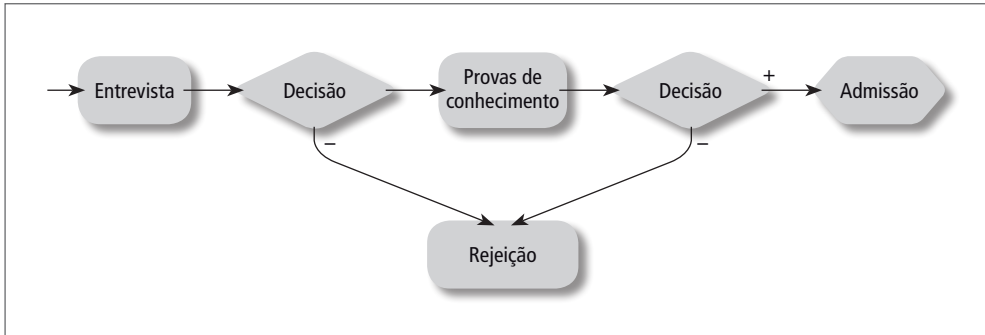 Entrevista
Decisão
Provas de
conhecimento
Decisão
+
Admissão
–
–
Rejeição